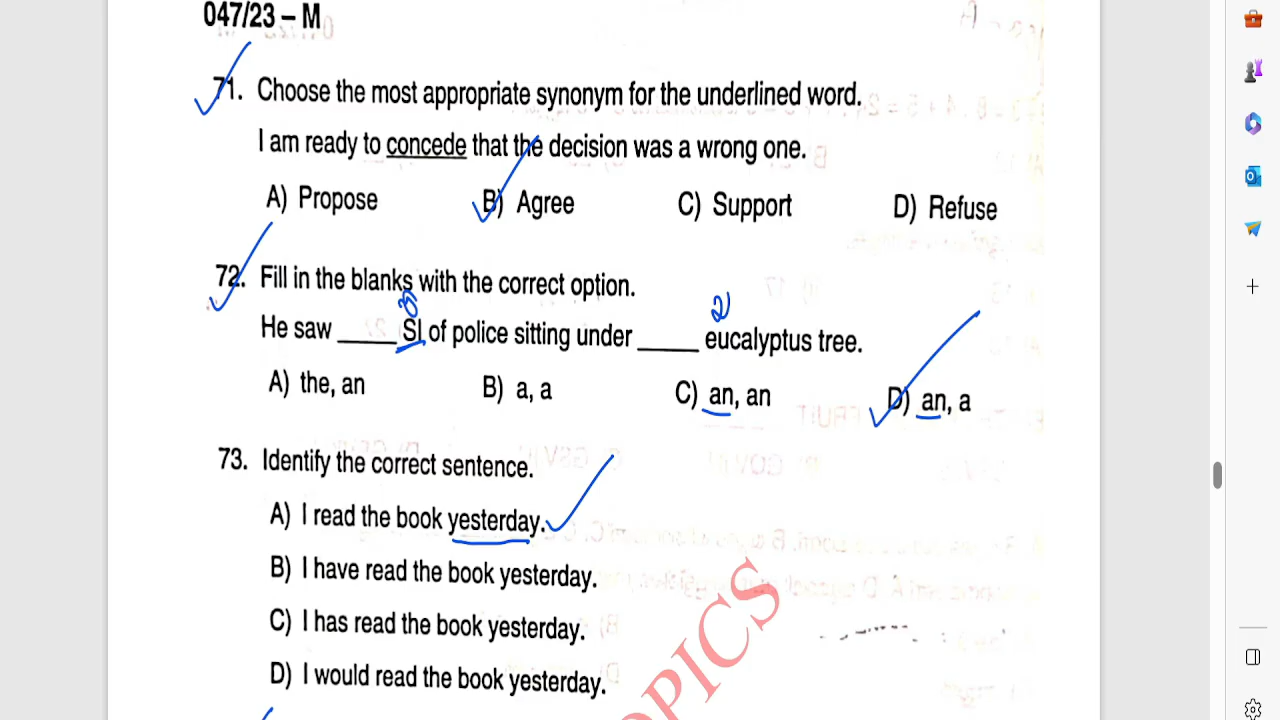 047/23 – M
71. Choose the most appropriate synonym for the underlined word.
I am ready to concede that the decision was a wrong one.
A) Propose B) Agree C) Support D) Refuse
72. Fill in the blanks with the correct option.
He saw _____ SI of police sitting under _____ eucalyptus tree.
A) the, an B) a, a C) an, an D) an, a
73. Identify the correct sentence.
A) I read the book yesterday.
B) I have read the book yesterday.
C) I has read the book yesterday.
D) I would read the book yesterday.
OPICS